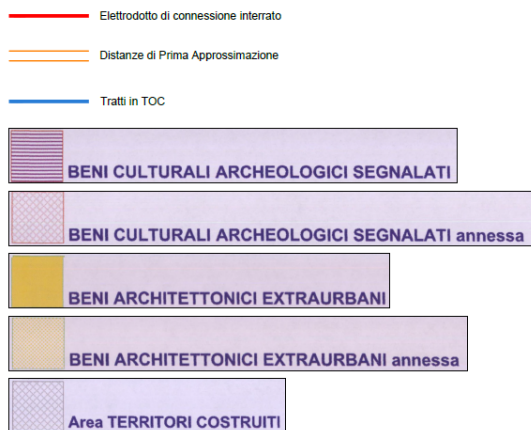 Elettrodotto di connessione interrato
Distanze di Prima Approssimazione
Tratti in TOC
BENI CULTURALI ARCHEOLOGICI SEGNALATI
BENI CULTURALI ARCHEOLOGICI SEGNALATI annessa
BENI ARCHITETTONICI EXTRAURBANI
BENI ARCHITETTONICI EXTRAURBANI annessa
Area TERRITORI COSTRUITI